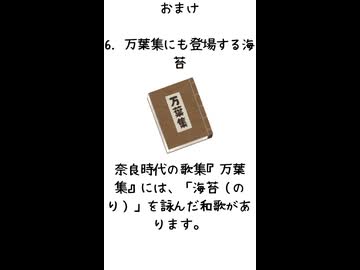 おまけ
6. 万葉集にも登場する海
苔
万葉集
奈良時代の歌集『万葉
集』には、「海苔（の
り）」を詠んだ和歌があ
ります。